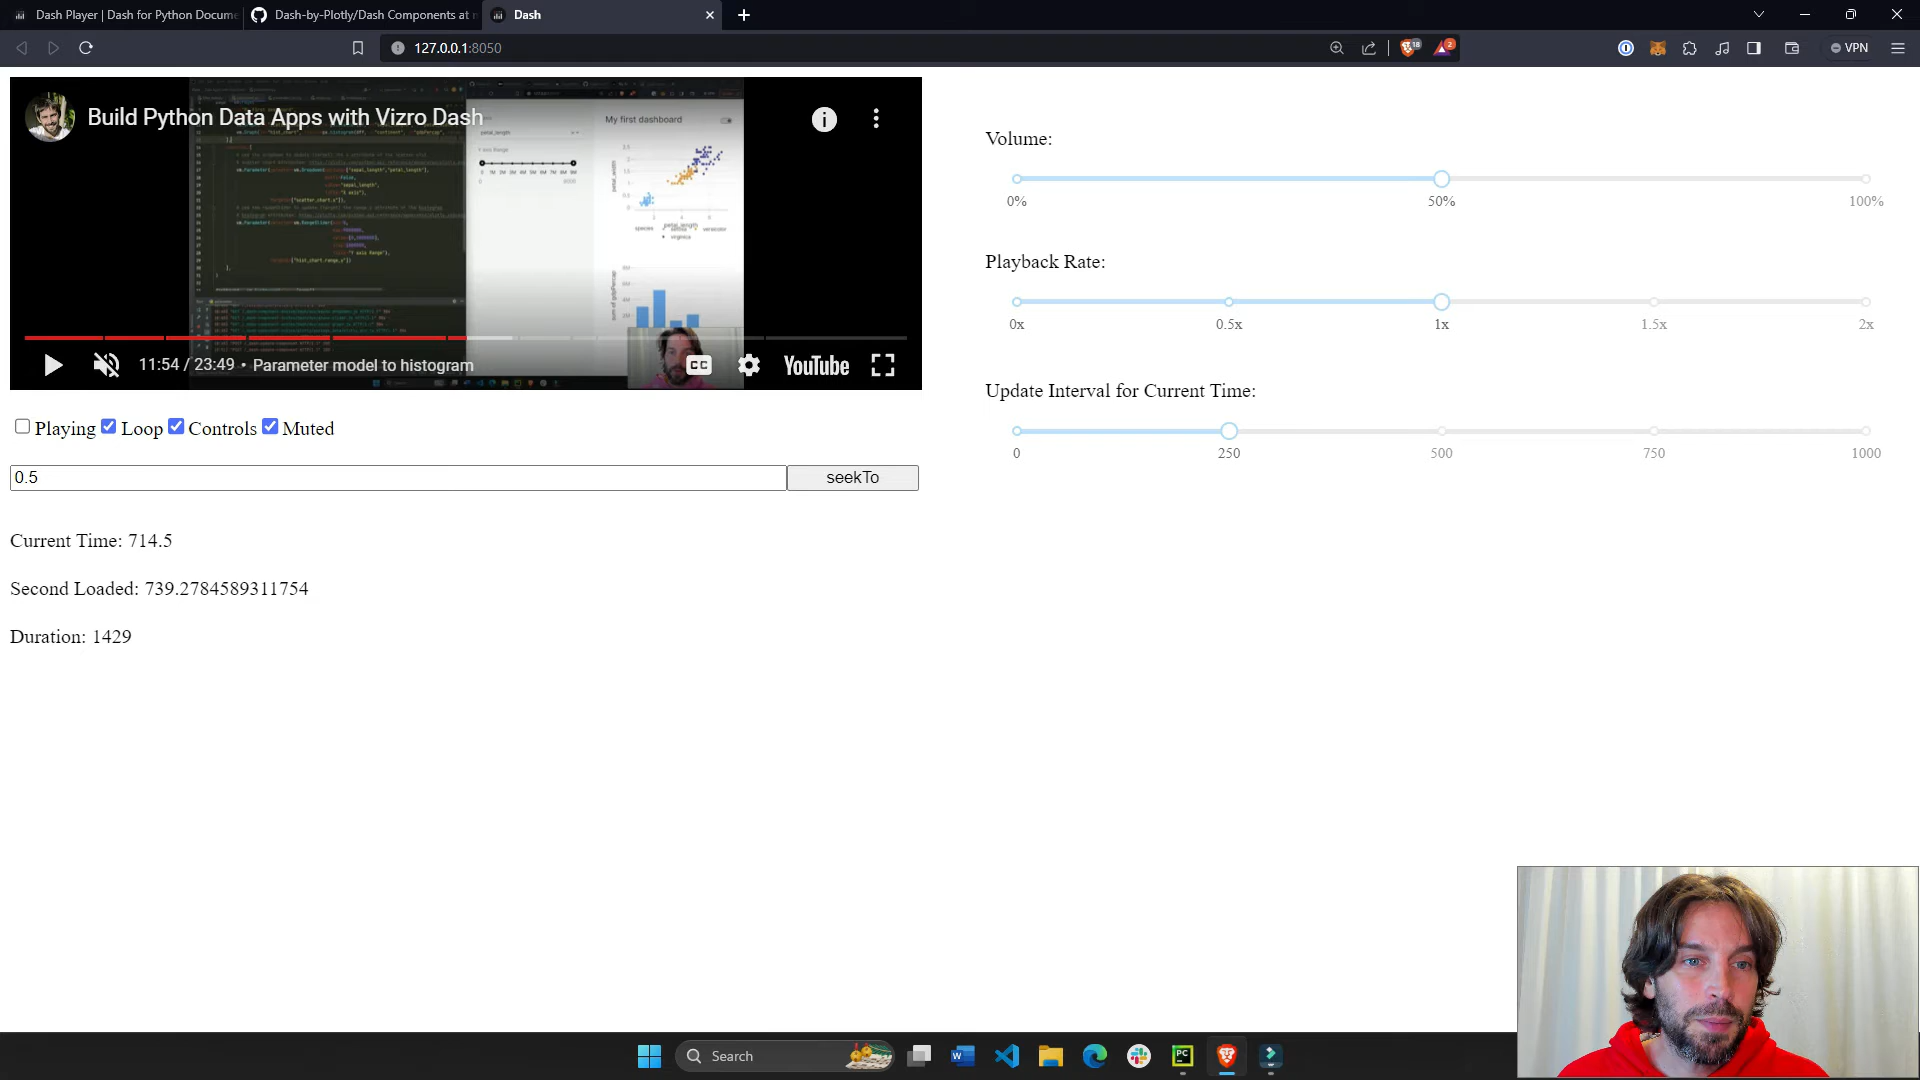 Dash Player | Dash for Python Docume
Dash-by-Plotly/Dash Components at
Dash
127.0.0.1:8050
18
2
VPN
Build Python Data Apps with Vizro Dash
My first dashboard
11:54 / 23:49 • Parameter model to histogram
CC
YouTube
Playing Loop Controls Muted
0.5
seekTo
Current Time: 714.5
Second Loaded: 739.2784589311754
Duration: 1429
Volume:
0% 50% 100%
Playback Rate:
0x 0.5x 1x 1.5x 2x
Update Interval for Current Time:
0 250 500 750 1000
Search
PC